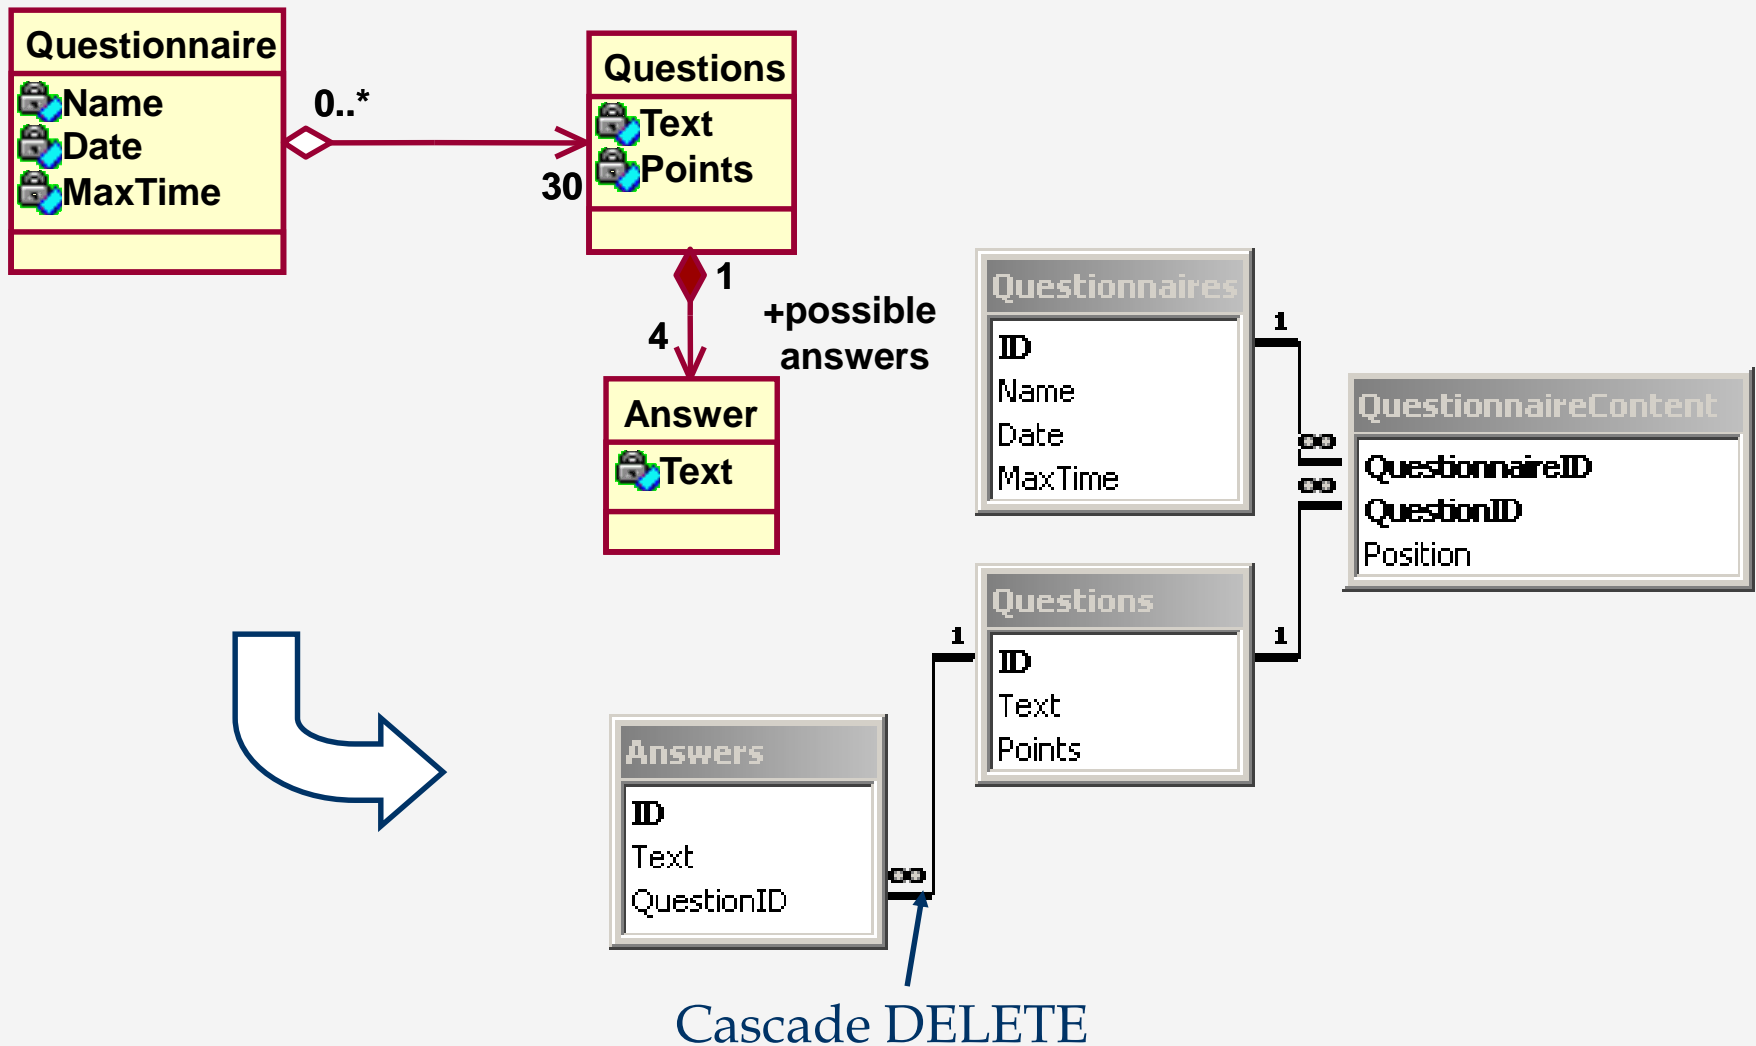 Questionnaire
Name
Date
MaxTime
0..*
30
Questions
Text
Points
1
4
+possible
answers
Answer
Text
Questionnaires
ID
Name
Date
MaxTime
1
QuestionnaireContent
QuestionnaireID
QuestionID
Position
Questions
ID
Text
Points
1
1
Answers
ID
Text
QuestionID
Cascade DELETE